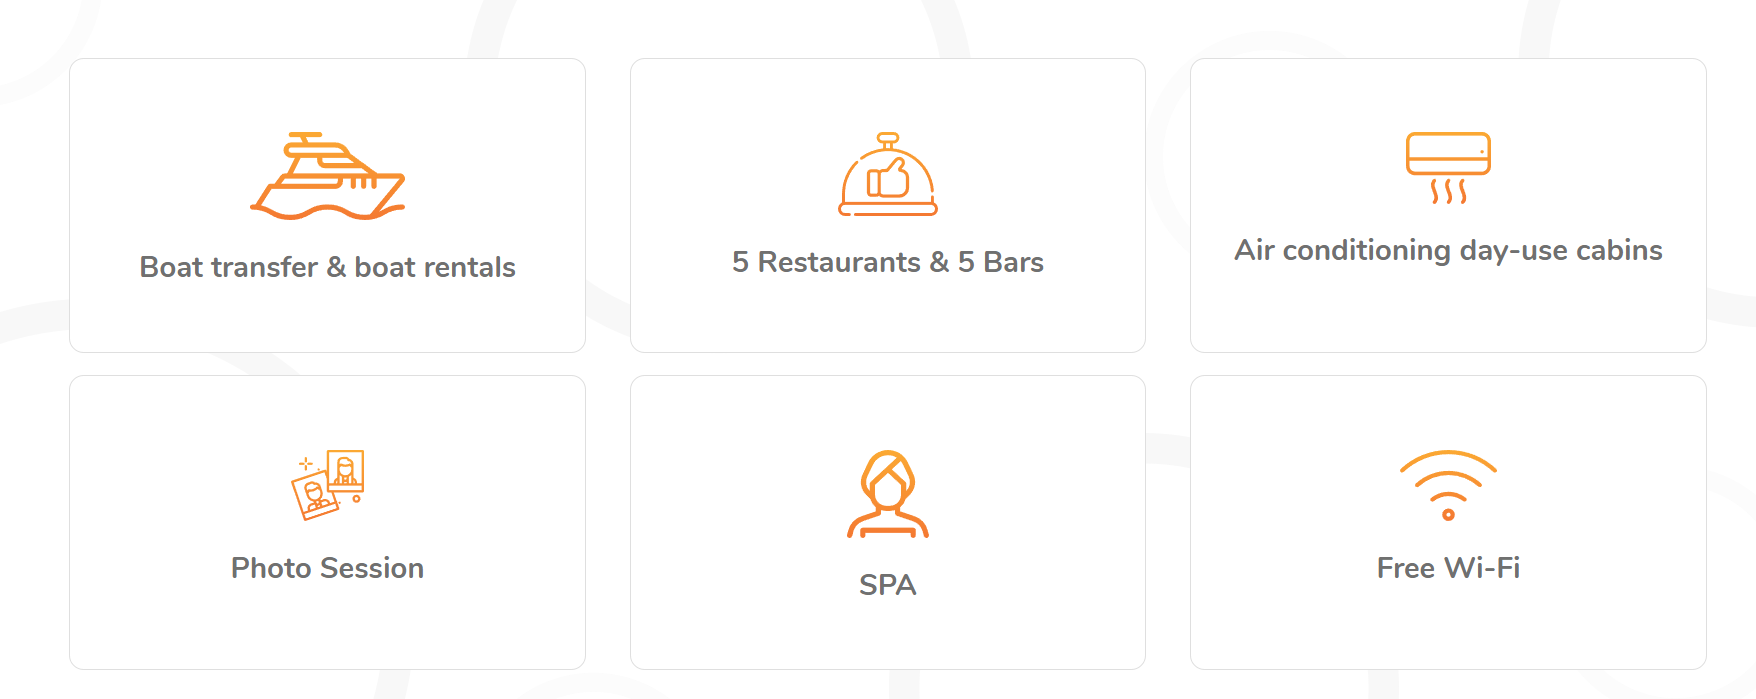 Boat transfer & boat rentals
5 Restaurants & 5 Bars
Air conditioning day-use cabins
Photo Session
SPA
Free Wi-Fi